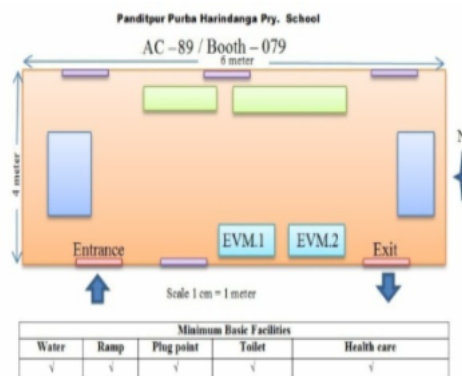 Panditpur Purba Harindanga Pry. School
AC -89 / Booth - 079
6 meter
4 meter
N
EVM.1 EVM.2
Entrance Exit
Scale 1 cm = 1 meter
Minimum Basic Facilities
Water Ramp Plug point Toilet Health care
√ √ √ √ √